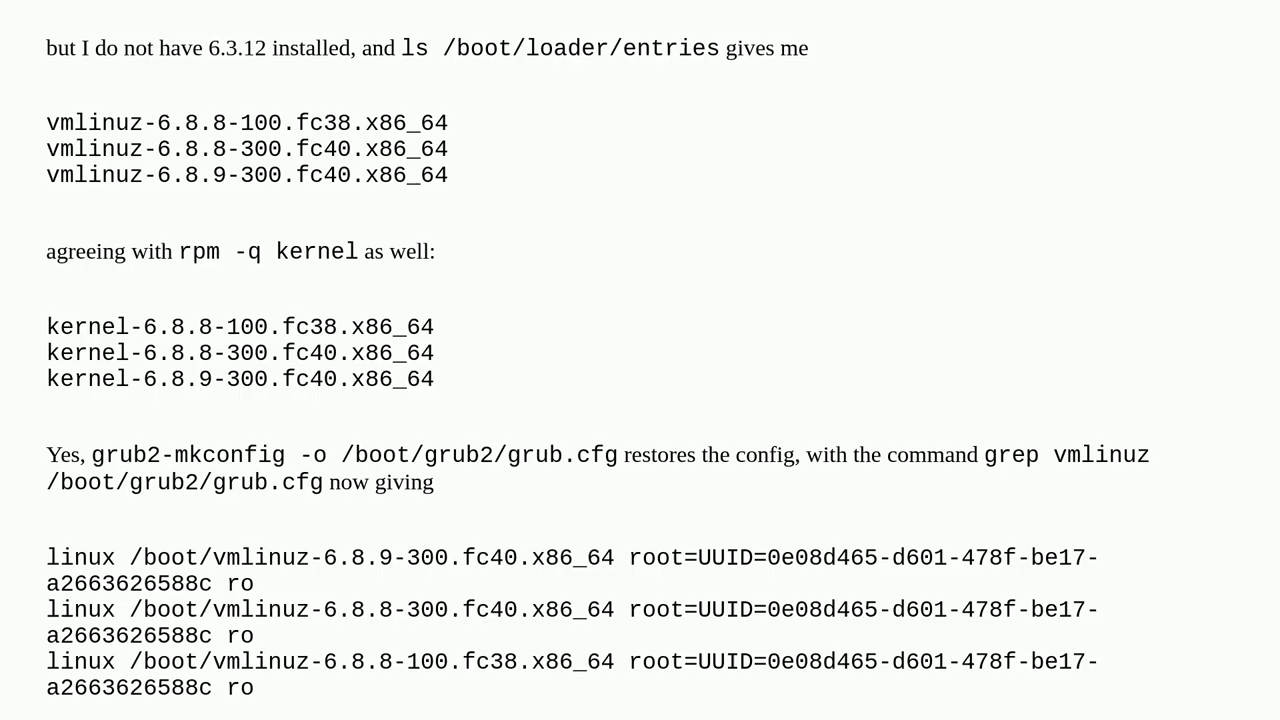 but I do not have 6.3.12 installed, and ls /boot/loader/entries gives me
vmlinuz-6.8.8-100.fc38.x86_64
vmlinuz-6.8.8-300.fc40.x86_64
vmlinuz-6.8.9-300.fc40.x86_64
agreeing with rpm -q kernel as well:
kernel-6.8.8-100.fc38.x86_64
kernel-6.8.8-300.fc40.x86_64
kernel-6.8.9-300.fc40.x86_64
Yes, grub2-mkconfig -o /boot/grub2/grub.cfg restores the config, with the command grep vmlinuz
/boot/grub2/grub.cfg now giving
linux /boot/vmlinuz-6.8.9-300.fc40.x86_64 root=UUID=0e08d465-d601-478f-be17-
a2663626588c ro
linux /boot/vmlinuz-6.8.8-300.fc40.x86_64 root=UUID=0e08d465-d601-478f-be17-
a2663626588c ro
linux /boot/vmlinuz-6.8.8-100.fc38.x86_64 root=UUID=0e08d465-d601-478f-be17-
a2663626588c ro